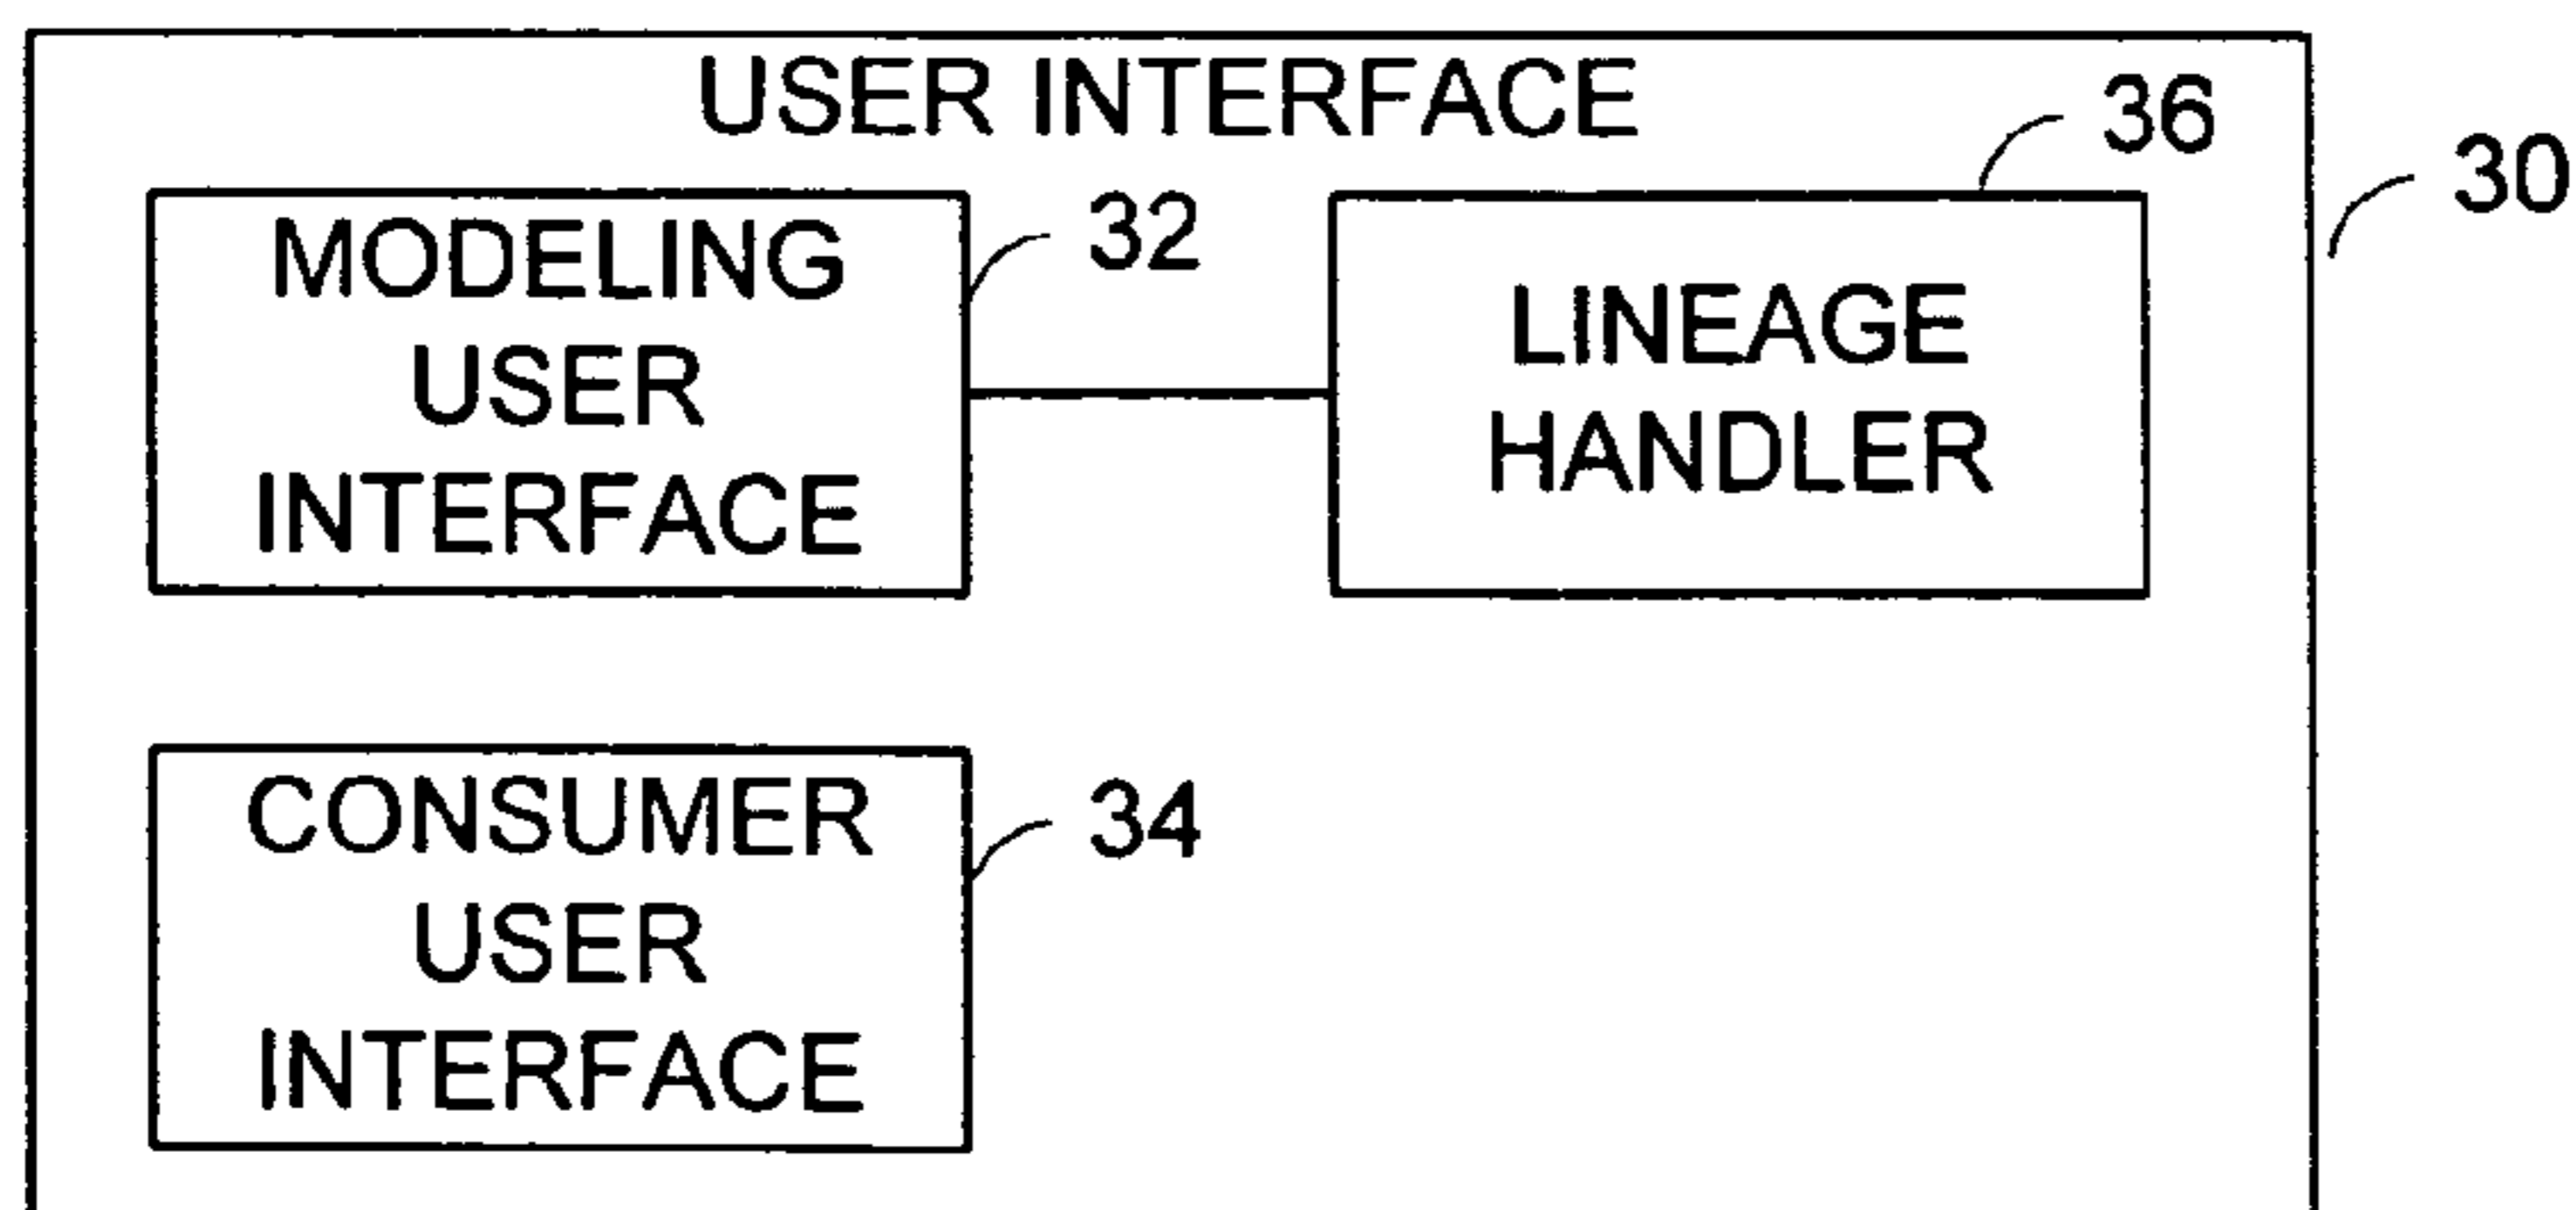 USER INTERFACE
36
30
MODELING
USER
INTERFACE
32
LINEAGE
HANDLER
CONSUMER
USER
INTERFACE
34